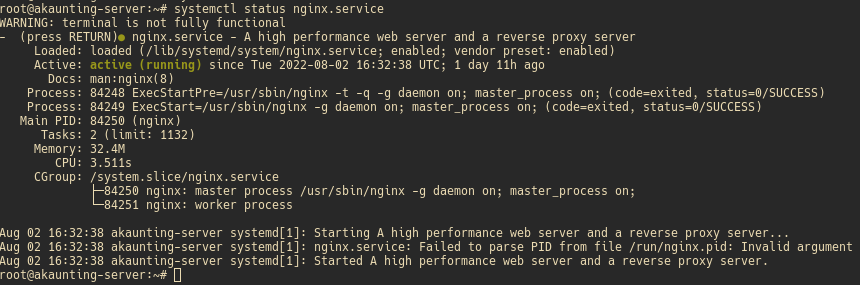 root@akaunting-server:~# systemctl status nginx.service
WARNING: terminal is not fully functional
-  (press RETURN)● nginx.service - A high performance web server and a reverse proxy server
     Loaded: loaded (/lib/systemd/system/nginx.service; enabled; vendor preset: enabled)
     Active: active (running) since Tue 2022-08-02 16:32:38 UTC; 1 day 11h ago
       Docs: man:nginx(8)
    Process: 84248 ExecStartPre=/usr/sbin/nginx -t -q -g daemon on; master_process on; (code=exited, status=0/SUCCESS)
    Process: 84249 ExecStart=/usr/sbin/nginx -g daemon on; master_process on; (code=exited, status=0/SUCCESS)
   Main PID: 84250 (nginx)
      Tasks: 2 (limit: 1132)
     Memory: 32.4M
        CPU: 3.511s
     CGroup: /system.slice/nginx.service
             ├─84250 nginx: master process /usr/sbin/nginx -g daemon on; master_process on;
             └─84251 nginx: worker process

Aug 02 16:32:38 akaunting-server systemd[1]: Starting A high performance web server and a reverse proxy server...
Aug 02 16:32:38 akaunting-server systemd[1]: nginx.service: Failed to parse PID from file /run/nginx.pid: Invalid argument
Aug 02 16:32:38 akaunting-server systemd[1]: Started A high performance web server and a reverse proxy server.
root@akaunting-server:~#